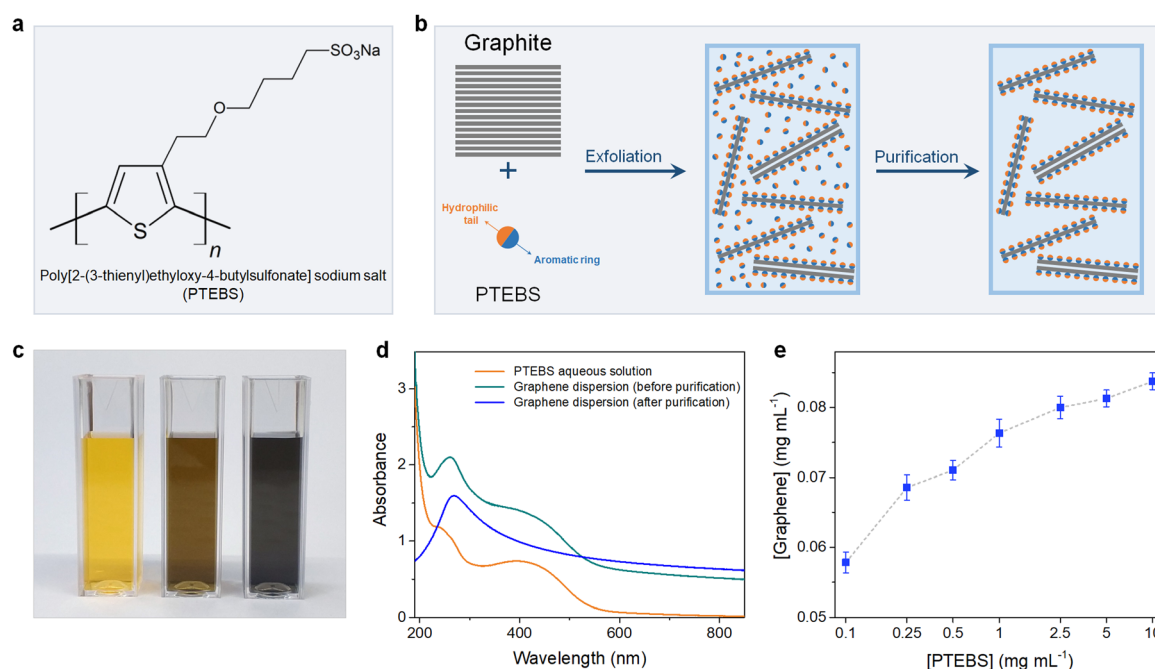 a
SO₃Na
O
S
n
Poly[2-(3-thienyl)ethyloxy-4-butylsulfonate] sodium salt
(PTEBS)
b
Graphite
+
Hydrophilic
tail
Aromatic ring
PTEBS
Exfoliation
Purification
c
d
3
2
1
0
Absorbance
PTEBS aqueous solution
Graphene dispersion (before purification)
Graphene dispersion (after purification)
200
400
600
800
Wavelength (nm)
e
[Graphene] (mg mL⁻¹)
0.08
0.07
0.06
0.05
0.1
0.25
0.5
1
2.5
5
10
[PTEBS] (mg mL⁻¹)